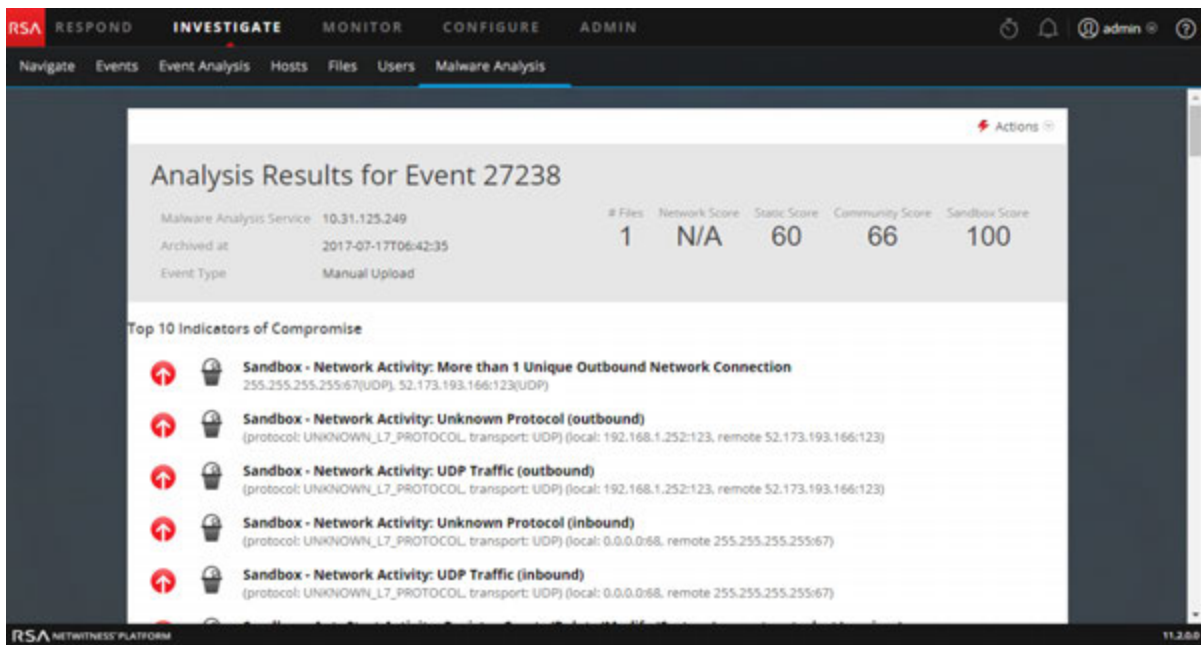 RSA RESPOND INVESTIGATE MONITOR CONFIGURE ADMIN admin
Navigate Events Event Analysis Hosts Files Users Malware Analysis
Actions
Analysis Results for Event 27238
Malware Analysis Service 10.31.125.249
Archived at 2017-07-17T06:42:35
Event Type Manual Upload
# Files Network Score Static Score Community Score Sandbox Score
1 N/A 60 66 100
Top 10 Indicators of Compromise
Sandbox - Network Activity: More than 1 Unique Outbound Network Connection
255.255.255.255:67(UDP), 52.173.193.166:123(UDP)
Sandbox - Network Activity: Unknown Protocol (outbound)
(protocol: UNKNOWN_L7_PROTOCOL, transport: UDP) (local: 192.168.1.252:123, remote 52.173.193.166:123)
Sandbox - Network Activity: UDP Traffic (outbound)
(protocol: UNKNOWN_L7_PROTOCOL, transport: UDP) (local: 192.168.1.252:123, remote 52.173.193.166:123)
Sandbox - Network Activity: Unknown Protocol (inbound)
(protocol: UNKNOWN_L7_PROTOCOL, transport: UDP) (local: 0.0.0.0:68, remote 255.255.255.255:67)
Sandbox - Network Activity: UDP Traffic (inbound)
(protocol: UNKNOWN_L7_PROTOCOL, transport: UDP) (local: 0.0.0.0:68, remote 255.255.255.255:67)
RSA NETWITNESS® PLATFORM 11.2.0.0